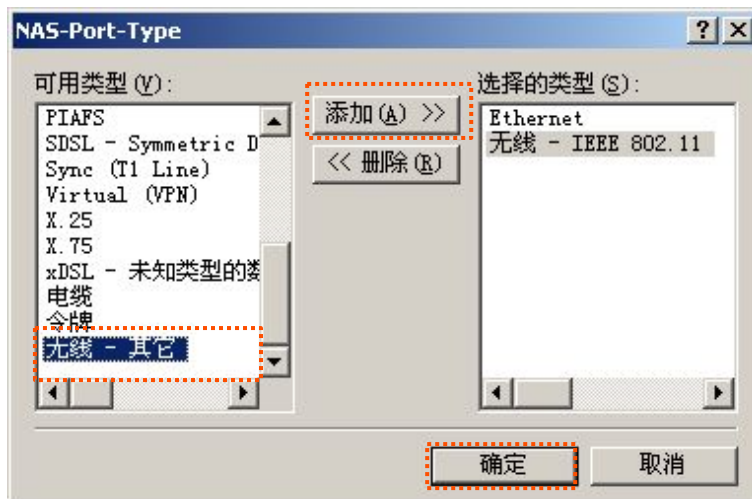 NAS-Port-Type
可用类型(V):
PIAFS
SDSL - Symmetric D
Sync (T1 Line)
Virtual (VPN)
X.25
X.75
xDSL - 未知类型的数
电缆
令牌
无线 - 其它
添加(A) >>
<< 删除(R)
选择的类型(S):
Ethernet
无线 - IEEE 802.11
确定
取消